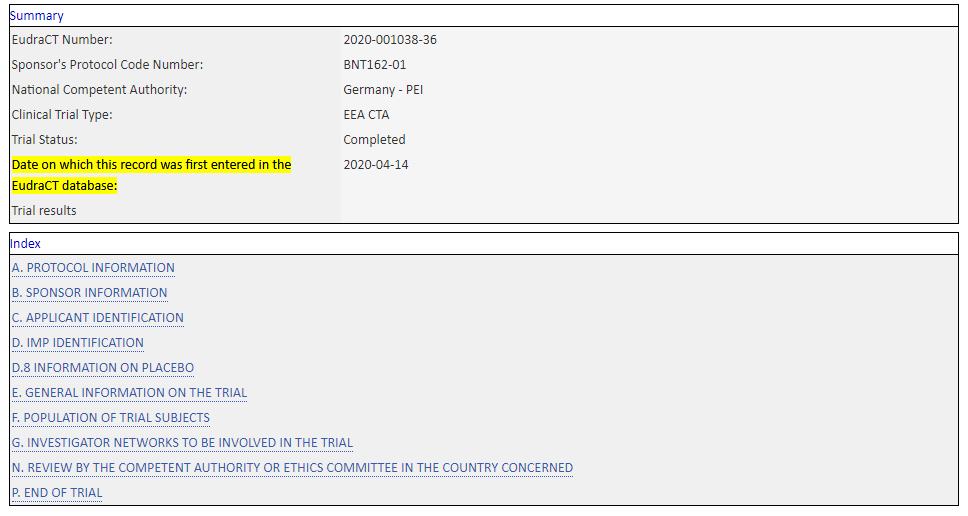 Summary
EudraCT Number: 2020-001038-36
Sponsor's Protocol Code Number: BNT162-01
National Competent Authority: Germany - PEI
Clinical Trial Type: EEA CTA
Trial Status: Completed
Date on which this record was first entered in the 2020-04-14
EudraCT database:
Trial results
Index
A. PROTOCOL INFORMATION
B. SPONSOR INFORMATION
C. APPLICANT IDENTIFICATION
D. IMP IDENTIFICATION
D.8 INFORMATION ON PLACEBO
E. GENERAL INFORMATION ON THE TRIAL
F. POPULATION OF TRIAL SUBJECTS
G. INVESTIGATOR NETWORKS TO BE INVOLVED IN THE TRIAL
N. REVIEW BY THE COMPETENT AUTHORITY OR ETHICS COMMITTEE IN THE COUNTRY CONCERNED
P. END OF TRIAL